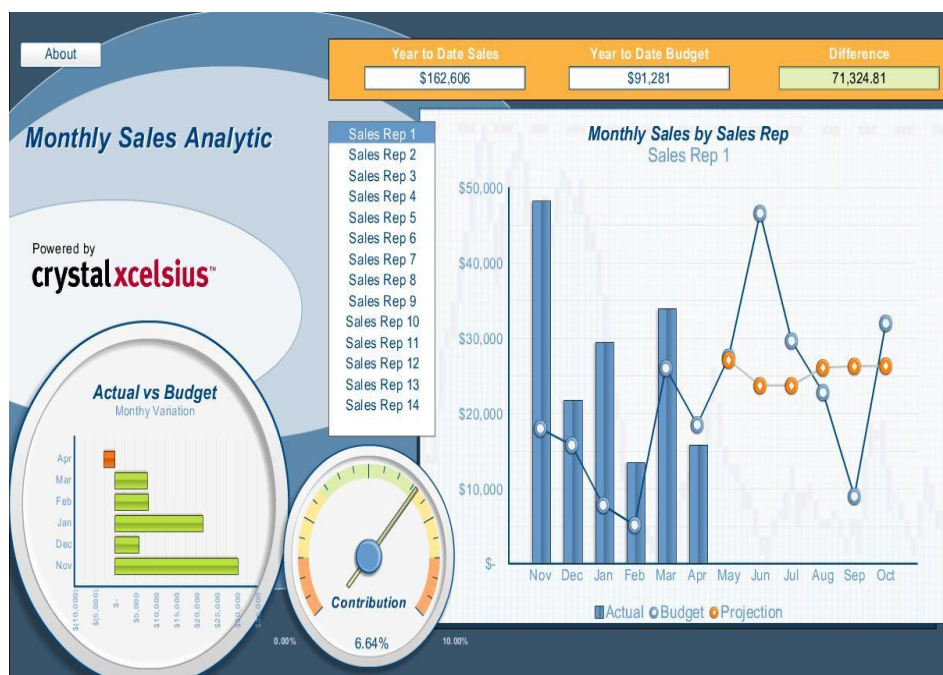 About
Year to Date Sales
Year to Date Budget
Difference
$162,606
$91,281
71,324.81
Monthly Sales Analytic
Powered by
crystalxcelsius™
Sales Rep 1
Sales Rep 2
Sales Rep 3
Sales Rep 4
Sales Rep 5
Sales Rep 6
Sales Rep 7
Sales Rep 8
Sales Rep 9
Sales Rep 10
Sales Rep 11
Sales Rep 12
Sales Rep 13
Sales Rep 14
Monthly Sales by Sales Rep
Sales Rep 1
$50,000
$40,000
$30,000
$20,000
$10,000
$-
Nov Dec Jan Feb Mar Apr May Jun Jul Aug Sep Oct
Actual Budget Projection
Actual vs Budget
Monthy Variation
Apr
Mar
Feb
Jan
Dec
Nov
$(10,000) $(5,000) $- $5,000 $10,000 $15,000 $20,000 $25,000 $30,000
Contribution
0.00% 6.64% 10.00%